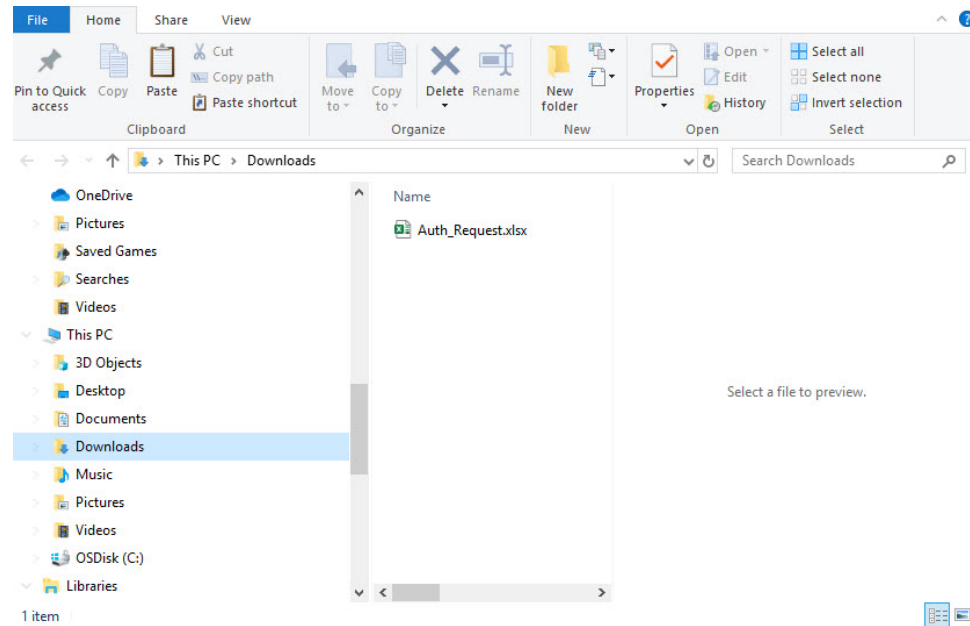 File Home Share View
Pin to Quick access
Copy
Paste
Cut
Copy path
Paste shortcut
Clipboard
Move to
Copy to
Delete
Rename
Organize
New folder
New
Properties
Open
Edit
History
Open
Select all
Select none
Invert selection
Select
This PC > Downloads
Search Downloads
OneDrive
Pictures
Saved Games
Searches
Videos
This PC
3D Objects
Desktop
Documents
Downloads
Music
Pictures
Videos
OSDisk (C:)
Libraries
Name
Auth_Request.xlsx
Select a file to preview.
1 item